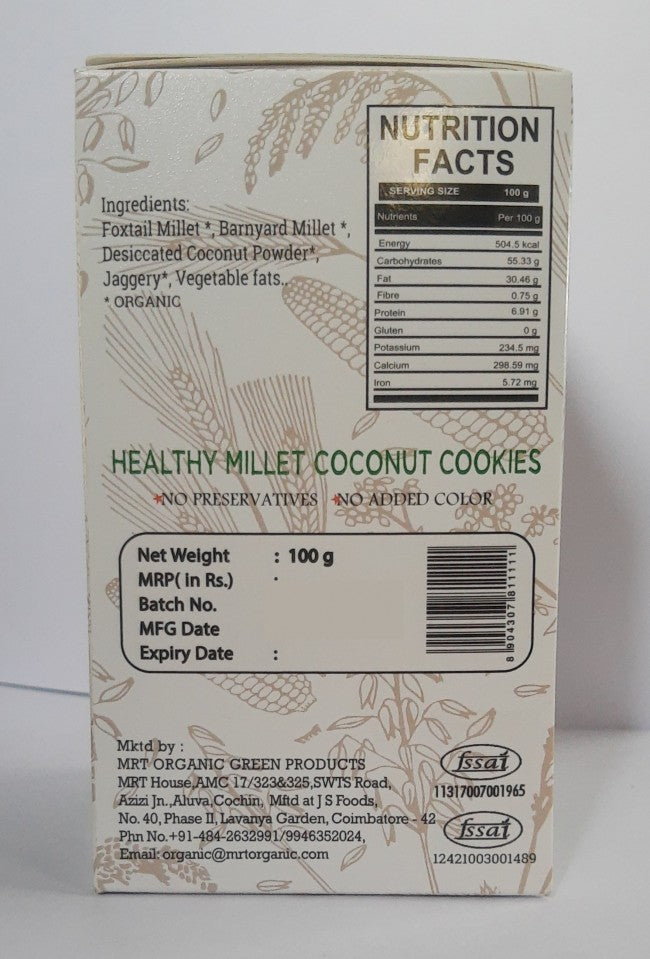 Ingredients:
Foxtail Millet *, Barnyard Millet *,
Desiccated Coconut Powder*,
Jaggery*, Vegetable fats..
* ORGANIC
NUTRITION
FACTS
SERVING SIZE 100 g
Nutrients Per 100 g
Energy 504.5 kcal
Carbohydrates 55.33 g
Fat 30.46 g
Fibre 0.75 g
Protein 6.91 g
Gluten 0 g
Potassium 234.5 mg
Calcium 298.59 mg
Iron 5.72 mg
HEALTHY MILLET COCONUT COOKIES
*NO PRESERVATIVES *NO ADDED COLOR
Net Weight : 100 g
MRP( in Rs.) .
Batch No.
MFG Date
Expiry Date :
8 904307 811111
Mktd by :
MRT ORGANIC GREEN PRODUCTS
MRT House,AMC 17/323&325,SWTS Road,
Azizi Jn.,Aluva,Cochin, Mftd at J S Foods,
No. 40, Phase II, Lavanya Garden, Coimbatore - 42
Phn No.+91-484-2632991/9946352024,
Email: organic@mrtorganic.com
fssai
11317007001965
fssai
12421003001489